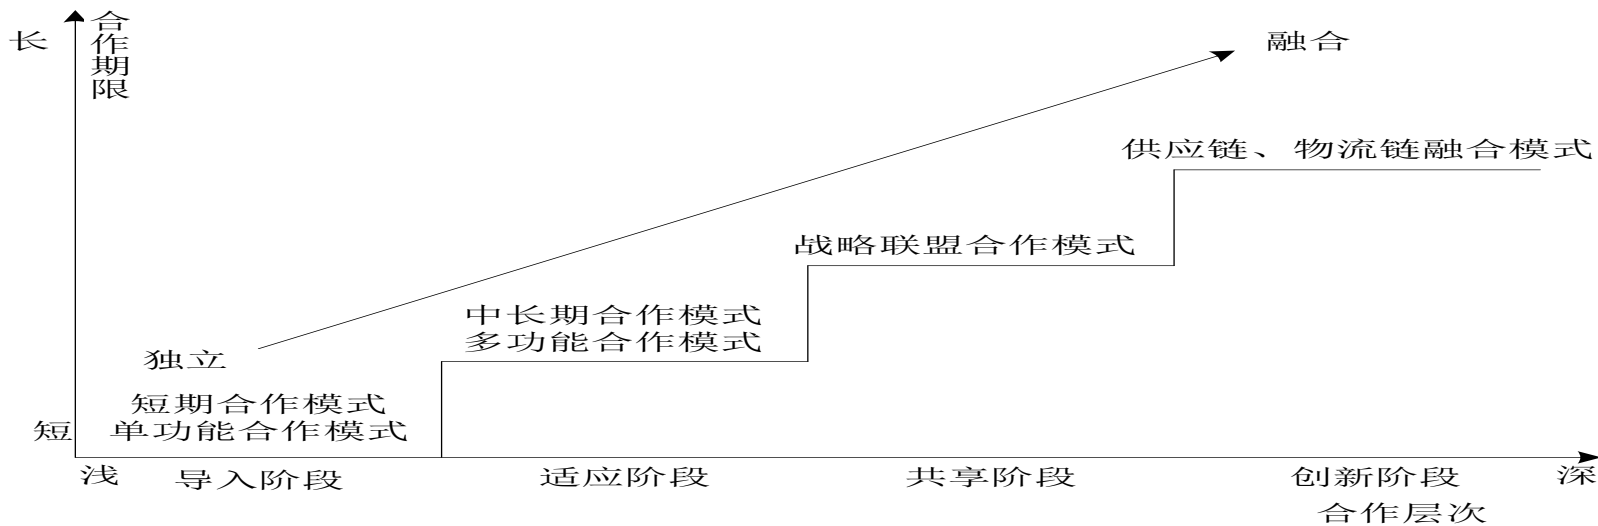 长
合作期限
融合
供应链、物流链融合模式
战略联盟合作模式
中长期合作模式
多功能合作模式
独立
短期合作模式
短
单功能合作模式
浅
导入阶段
适应阶段
共享阶段
创新阶段
深
合作层次